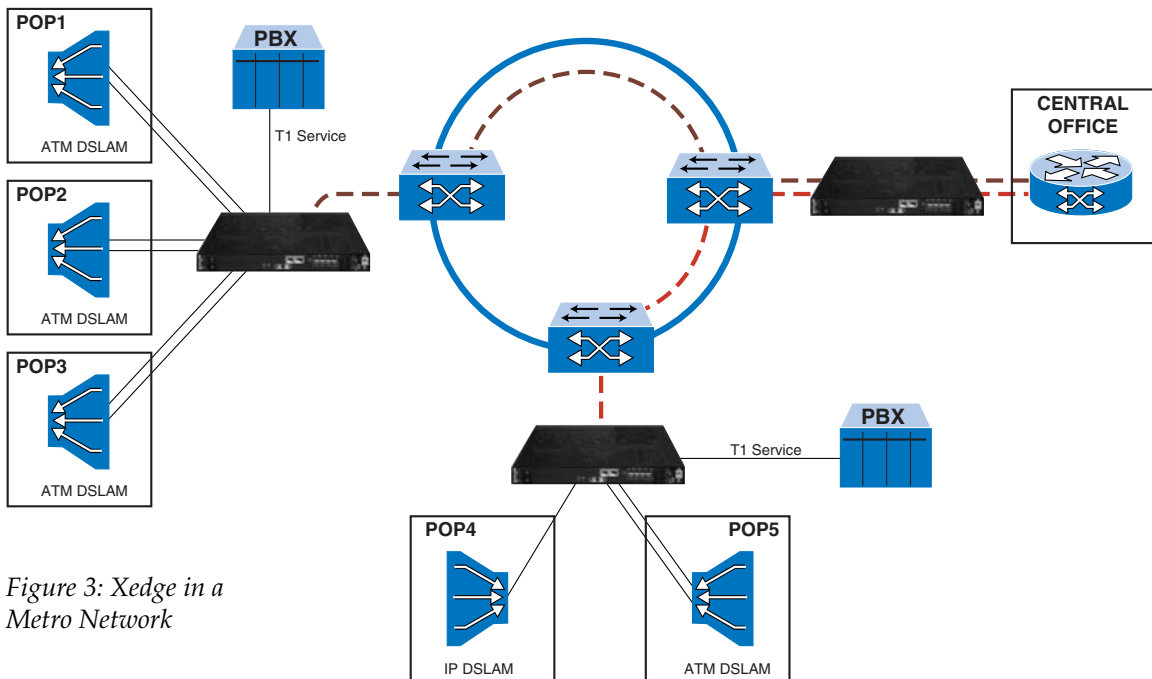 POP1
ATM DSLAM
PBX
T1 Service
CENTRAL
OFFICE
POP2
ATM DSLAM
POP3
ATM DSLAM
PBX
T1 Service
POP4
IP DSLAM
POP5
ATM DSLAM
Figure 3: Xedge in a
Metro Network